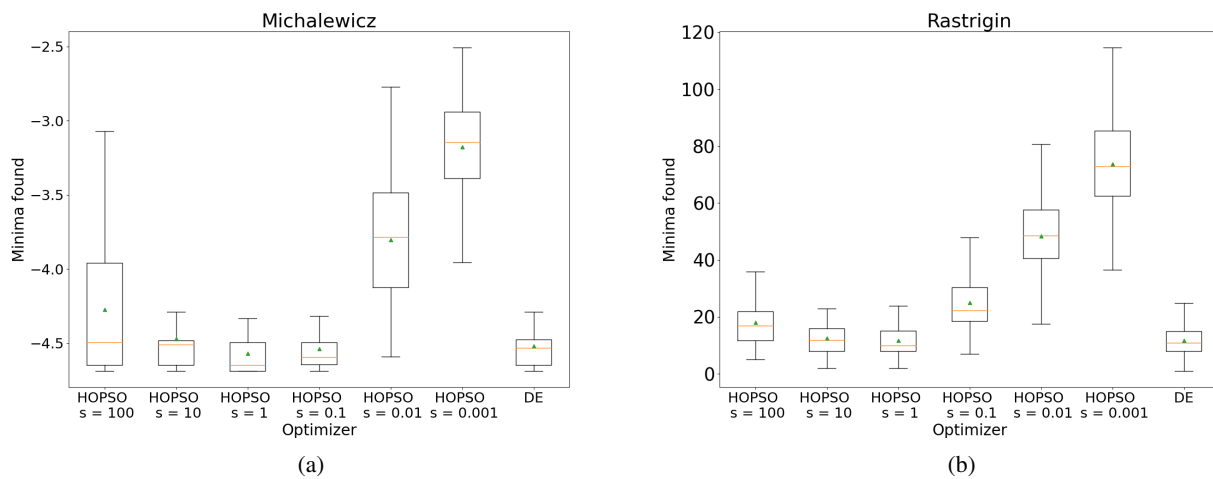 Michalewicz
−2.5
−3.0
−3.5
−4.0
−4.5
Minima found
HOPSO HOPSO HOPSO HOPSO HOPSO HOPSO DE
s = 100 s = 10 s = 1 s = 0.1 s = 0.01 s = 0.001
Optimizer
(a)
Rastrigin
120
100
80
60
40
20
0
Minima found
HOPSO HOPSO HOPSO HOPSO HOPSO HOPSO DE
s = 100 s = 10 s = 1 s = 0.1 s = 0.01 s = 0.001
Optimizer
(b)